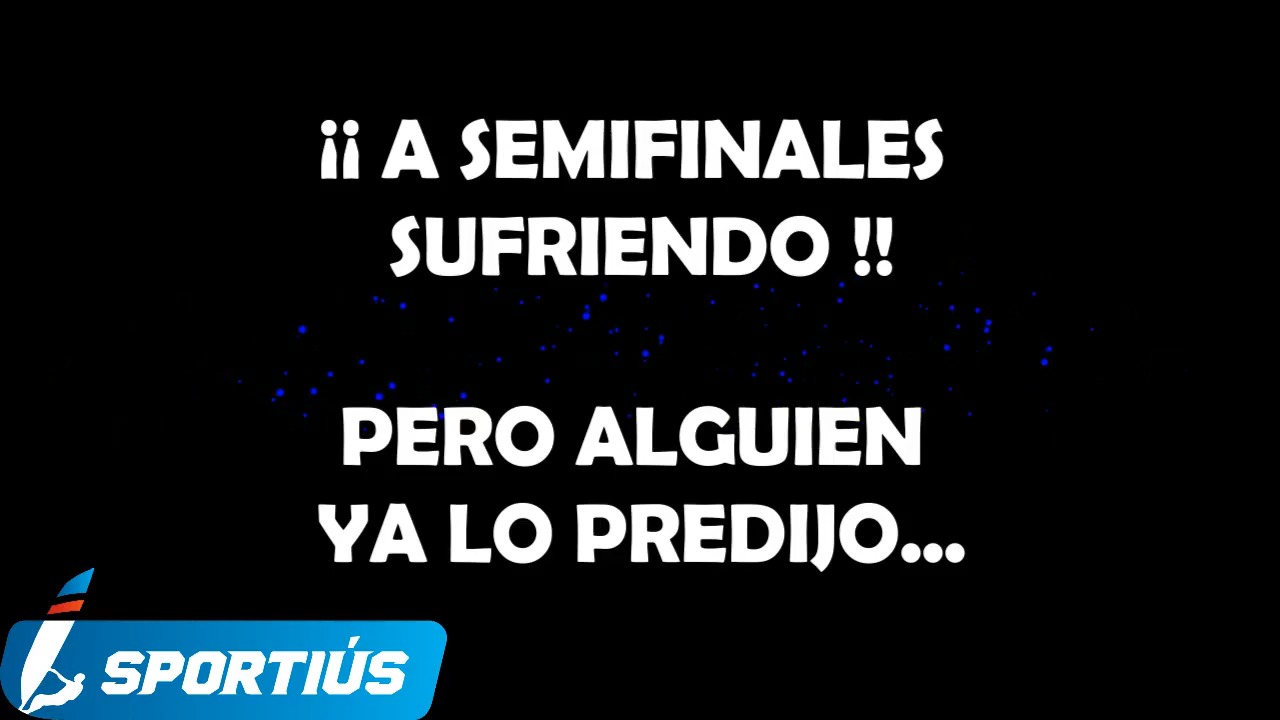 ¡¡ A SEMIFINALES
SUFRIENDO !!
PERO ALGUIEN
YA LO PREDIJO...
SPORTIÚS